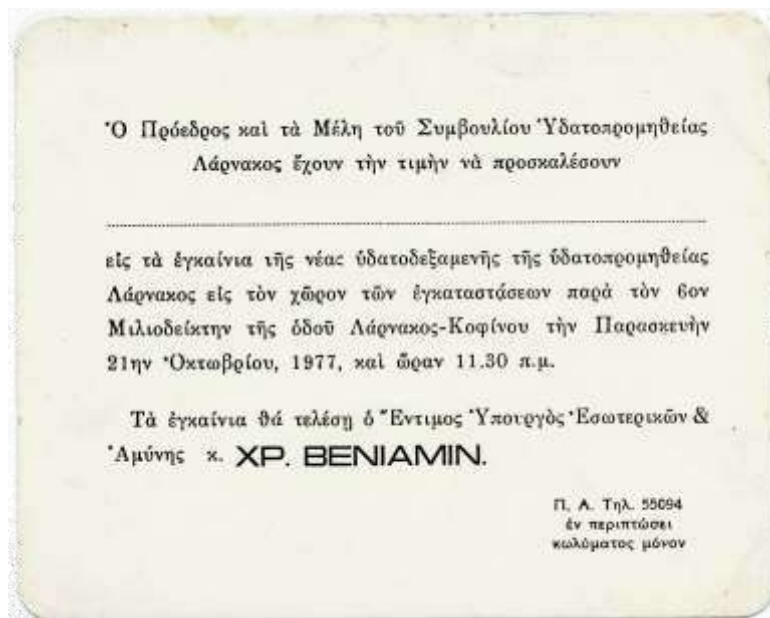 Ὁ Πρόεδρος καὶ τὰ Μέλη τοῦ Συμβουλίου Ὑδατοπρομηθείας
Λάρνακος ἔχουν τὴν τιμὴν νὰ προσκαλέσουν
εἰς τὰ ἐγκαίνια τῆς νέας ὑδατοδεξαμενῆς τῆς ὑδατοπρομηθείας
Λάρνακος εἰς τὸν χῶρον τῶν ἐγκαταστάσεων παρὰ τὸν 6ον
Μιλιοδείκτην τῆς ὁδοῦ Λάρνακος-Κοφίνου τὴν Παρασκευὴν
21ην Ὀκτωβρίου, 1977, καὶ ὥραν 11.30 π.μ.
Τὰ ἐγκαίνια θά τελέσῃ ὁ Ἔντιμος Ὑπουργὸς Ἐσωτερικῶν &
Ἀμύνης κ. ΧΡ. ΒΕΝΙΑΜΙΝ.
Π. Α. Τηλ. 55094
ἐν περιπτώσει
κωλύματος μόνον